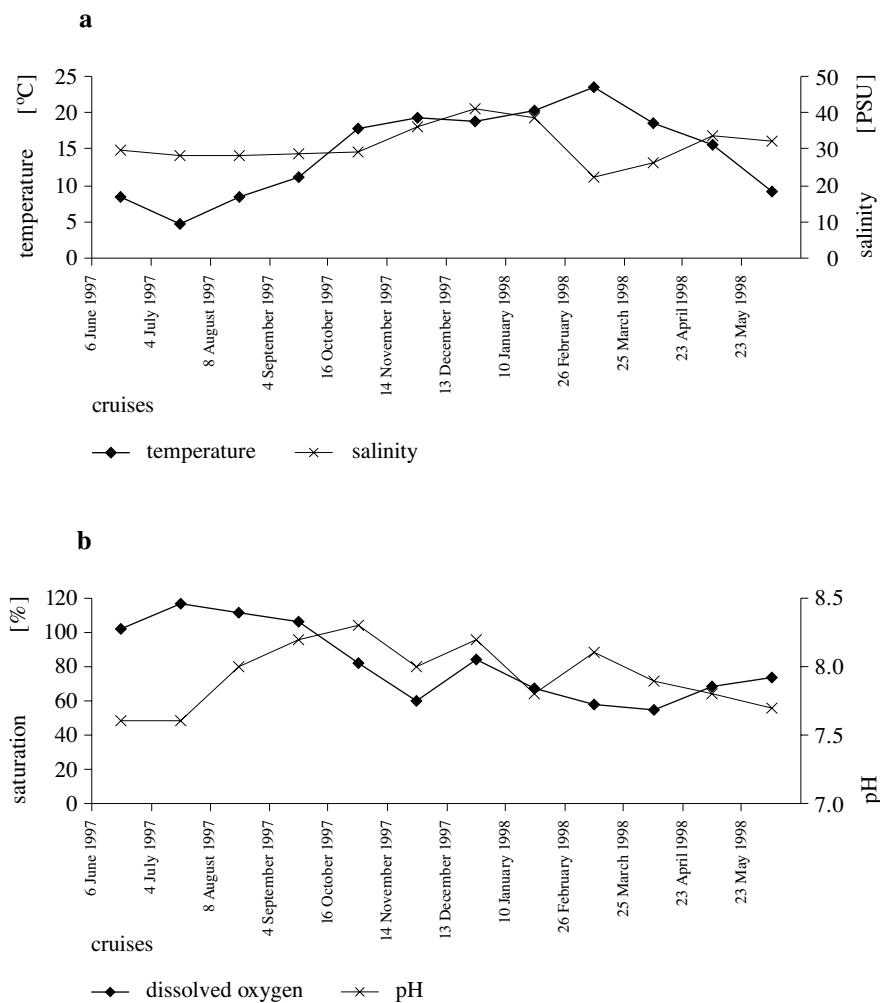 a
[°C]
temperature
25
20
15
10
5
0
50
40
30
20
10
0
[PSU]
salinity
6 June 1997
4 July 1997
8 August 1997
4 September 1997
16 October 1997
14 November 1997
13 December 1997
10 January 1998
26 February 1998
25 March 1998
23 April 1998
23 May 1998
cruises
temperature
salinity
b
[%]
saturation
120
100
80
60
40
20
0
8.5
8.0
7.5
7.0
pH
6 June 1997
4 July 1997
8 August 1997
4 September 1997
16 October 1997
14 November 1997
13 December 1997
10 January 1998
26 February 1998
25 March 1998
23 April 1998
23 May 1998
cruises
dissolved oxygen
pH